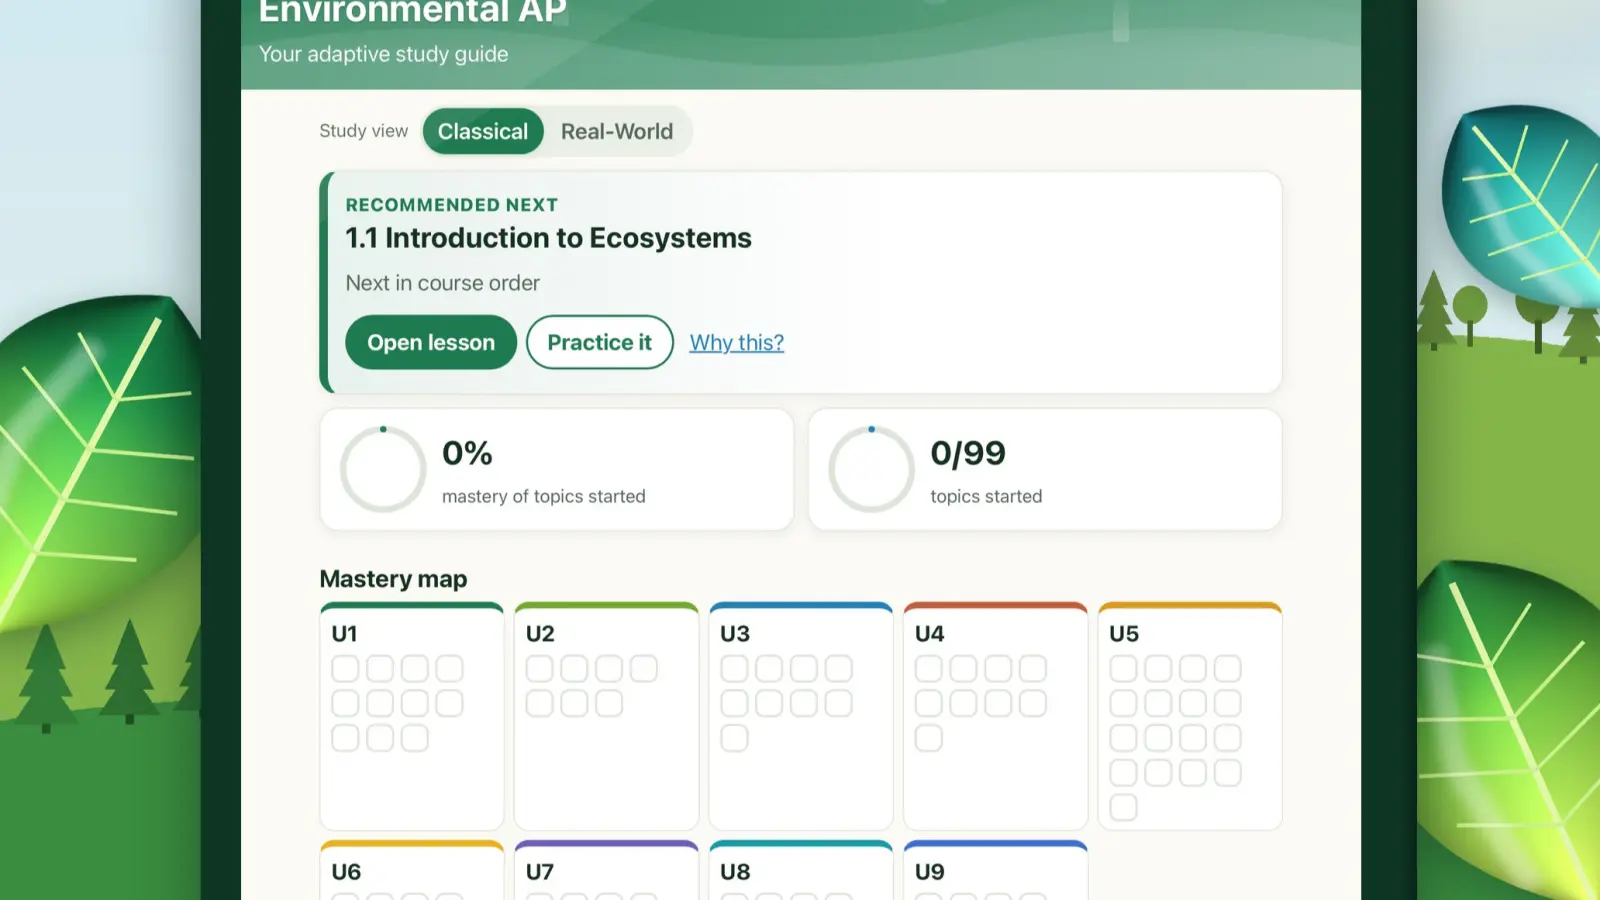 Environmental AP
Your adaptive study guide
Study view
Classical
Real-World
RECOMMENDED NEXT
1.1 Introduction to Ecosystems
Next in course order
Open lesson
Practice it
Why this?
0%
mastery of topics started
0/99
topics started
Mastery map
U1
U2
U3
U4
U5
U6
U7
U8
U9